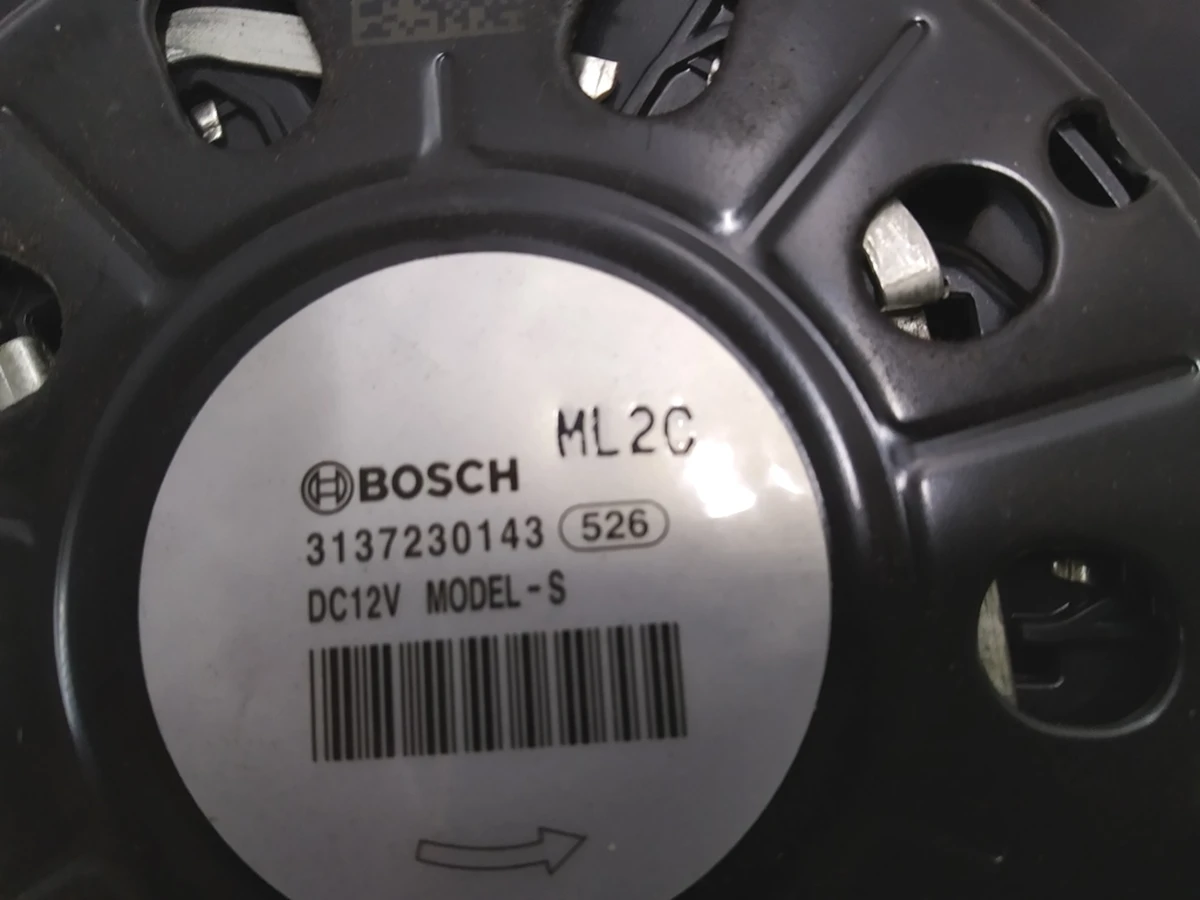 ML2C
BOSCH
3137230143 526
DC12V MODEL-S